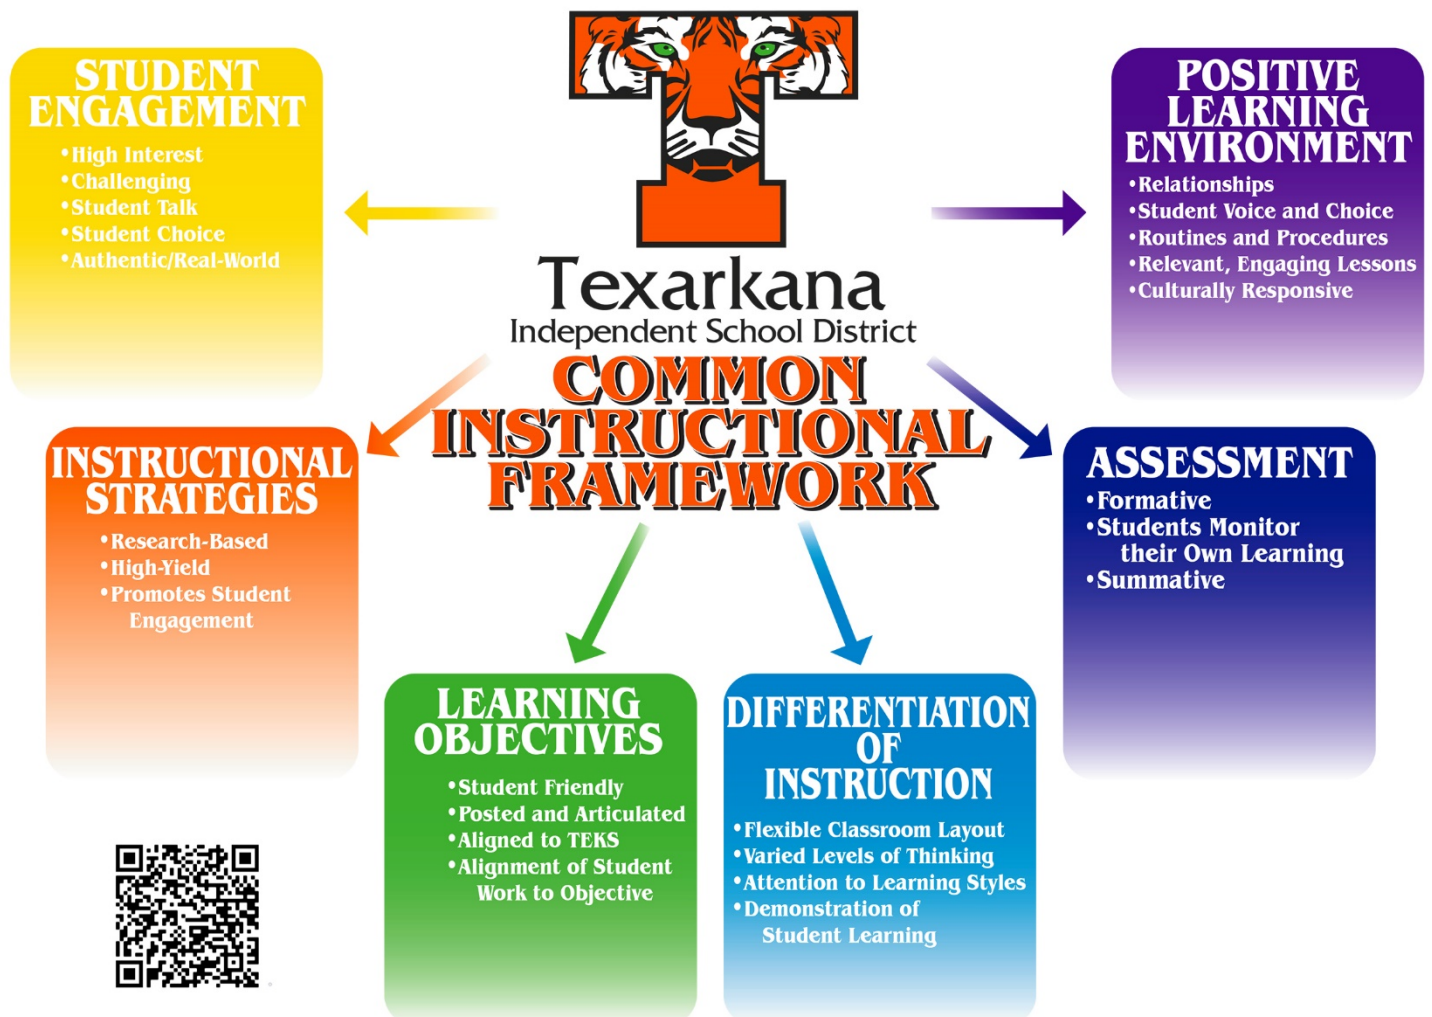 Texarkana
Independent School District
COMMON
INSTRUCTIONAL
FRAMEWORK
STUDENT
ENGAGEMENT
•High Interest
•Challenging
•Student Talk
•Student Choice
•Authentic/Real-World
INSTRUCTIONAL
STRATEGIES
•Research-Based
•High-Yield
•Promotes Student
Engagement
LEARNING
OBJECTIVES
•Student Friendly
•Posted and Articulated
•Aligned to TEKS
•Alignment of Student
Work to Objective
DIFFERENTIATION
OF
INSTRUCTION
•Flexible Classroom Layout
•Varied Levels of Thinking
•Attention to Learning Styles
•Demonstration of
Student Learning
ASSESSMENT
•Formative
•Students Monitor
their Own Learning
•Summative
POSITIVE
LEARNING
ENVIRONMENT
•Relationships
•Student Voice and Choice
•Routines and Procedures
•Relevant, Engaging Lessons
•Culturally Responsive